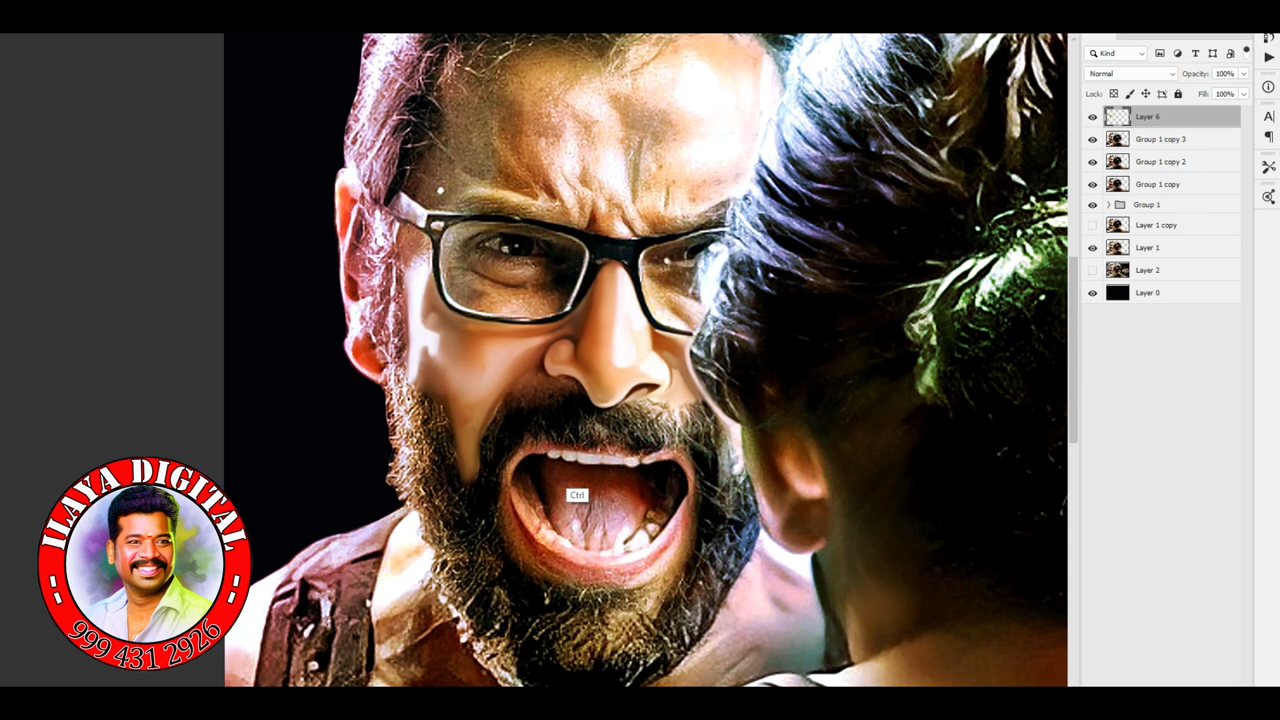 Kind
Normal
Opacity: 100%
Lock:
Fill: 100%
Layer 6
Group 1 copy 3
Group 1 copy 2
Group 1 copy
Group 1
Layer 1 copy
Layer 1
Layer 2
Layer 0
Ctrl
ILAYA DIGITAL
999 431 2926